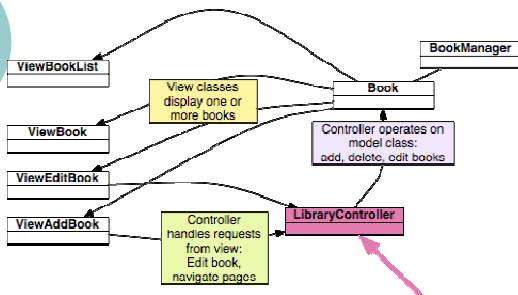 BookManager
ViewBookList
View classes
display one or
more books
Book
ViewBook
Controller operates on
model class:
add, delete, edit books
ViewEditBook
ViewAddBook
Controller
handles requests
from view:
Edit book,
navigate pages
LibraryController